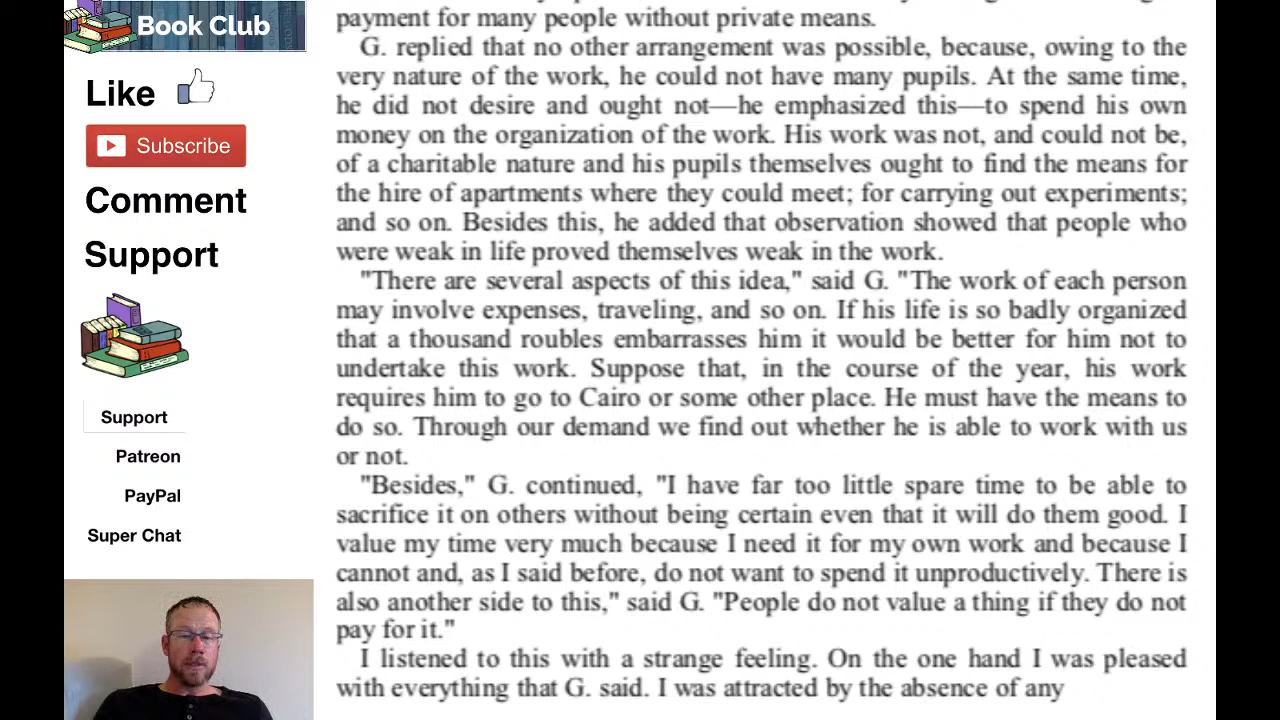 Book Club
Like
Subscribe
Comment
Support
Support
Patreon
PayPal
Super Chat
payment for many people without private means.
G. replied that no other arrangement was possible, because, owing to the
very nature of the work, he could not have many pupils. At the same time,
he did not desire and ought not—he emphasized this—to spend his own
money on the organization of the work. His work was not, and could not be,
of a charitable nature and his pupils themselves ought to find the means for
the hire of apartments where they could meet; for carrying out experiments;
and so on. Besides this, he added that observation showed that people who
were weak in life proved themselves weak in the work.
"There are several aspects of this idea," said G. "The work of each person
may involve expenses, traveling, and so on. If his life is so badly organized
that a thousand roubles embarrasses him it would be better for him not to
undertake this work. Suppose that, in the course of the year, his work
requires him to go to Cairo or some other place. He must have the means to
do so. Through our demand we find out whether he is able to work with us
or not.
"Besides," G. continued, "I have far too little spare time to be able to
sacrifice it on others without being certain even that it will do them good. I
value my time very much because I need it for my own work and because I
cannot and, as I said before, do not want to spend it unproductively. There is
also another side to this," said G. "People do not value a thing if they do not
pay for it."
I listened to this with a strange feeling. On the one hand I was pleased
with everything that G. said. I was attracted by the absence of any